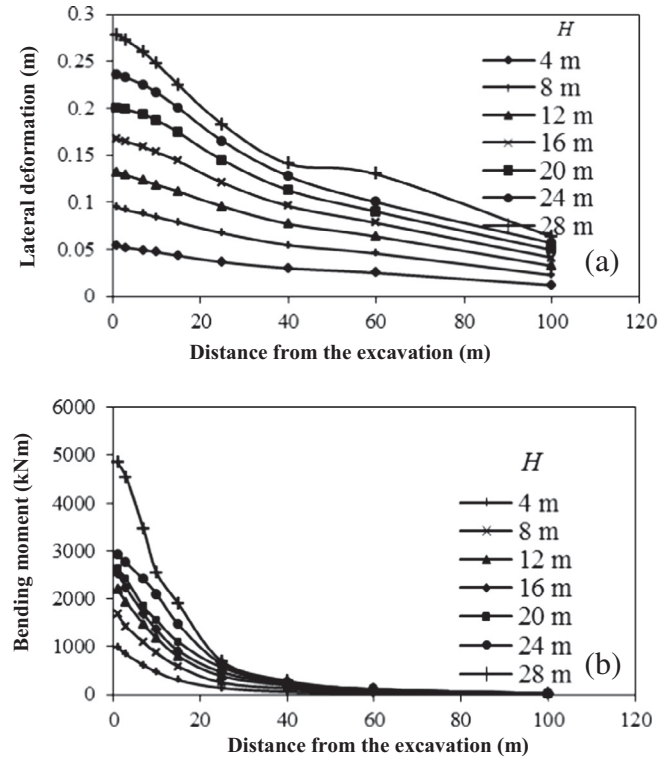 0.3
0.25
0.2
0.15
0.1
0.05
0
Lateral deformation (m)
H
4 m
8 m
12 m
16 m
20 m
24 m
28 m
(a)
0 20 40 60 80 100 120
Distance from the excavation (m)
6000
5000
4000
3000
2000
1000
0
Bending moment (kNm)
H
4 m
8 m
12 m
16 m
20 m
24 m
28 m
(b)
0 20 40 60 80 100 120
Distance from the excavation (m)